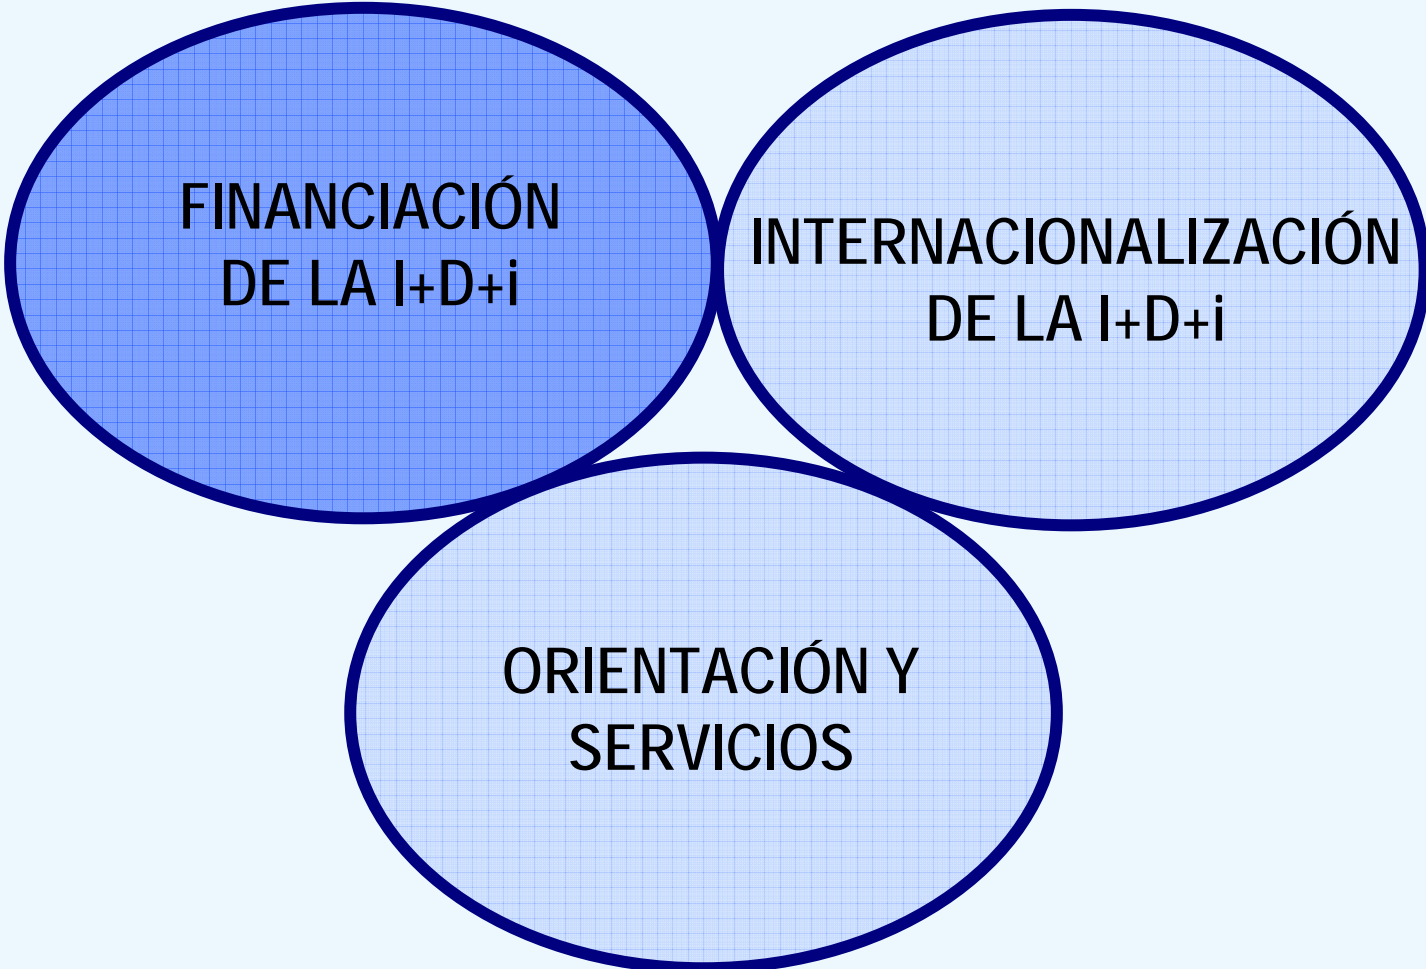 FINANCIACIÓN
DE LA I+D+i
INTERNACIONALIZACIÓN
DE LA I+D+i
ORIENTACIÓN Y
SERVICIOS